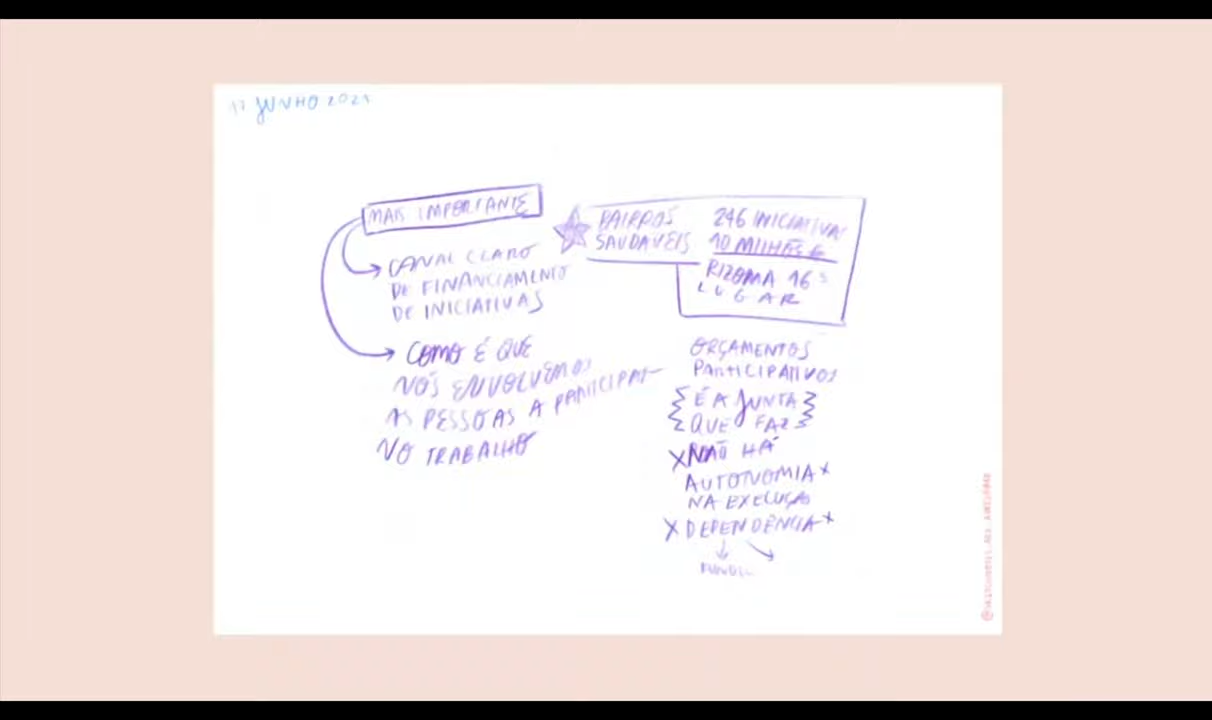 17 JUNHO 2021
MAIS IMPORTANTE
CANAL CLARO
DE FINANCIAMENTO
DE INICIATIVAS
COMO É QUE
NÓS ENVOLVEMOS
AS PESSOAS A PARTICIPAR
NO TRABALHO
BAIRROS
SAUDÁVEIS
246 INICIATIVAS
10 MILHÕES €
RIZOMA 16º
LUGAR
ORÇAMENTOS
PARTICIPATIVOS
É A JUNTA
QUE FAZ
X NÃO HÁ
AUTONOMIA X
NA EXECUÇÃO
X DEPENDÊNCIA X